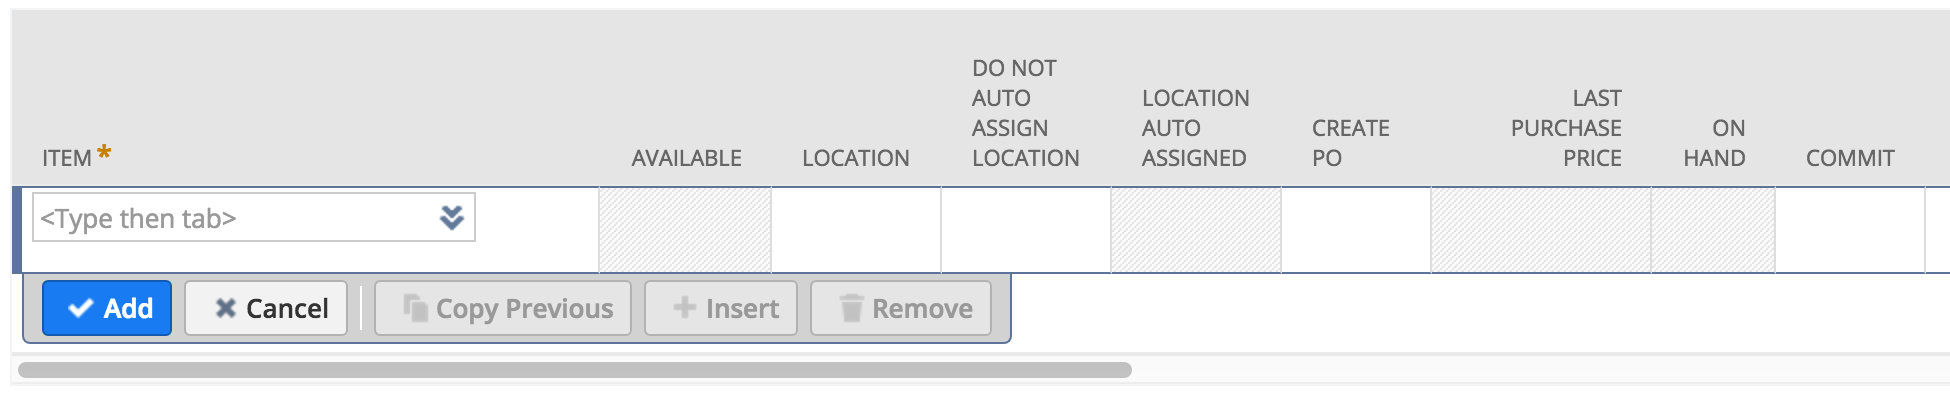 ITEM *
AVAILABLE
LOCATION
DO NOT
AUTO
ASSIGN
LOCATION
LOCATION
AUTO
ASSIGNED
CREATE
PO
LAST
PURCHASE
PRICE
ON
HAND
COMMIT
<Type then tab>
Add
Cancel
Copy Previous
Insert
Remove